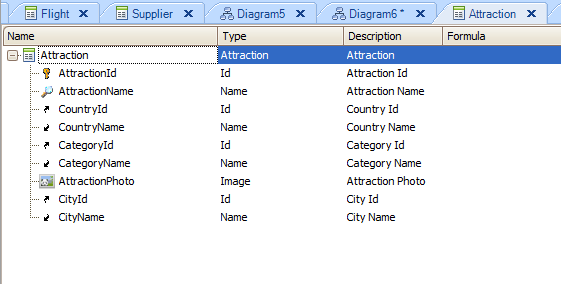 Flight Supplier Diagram5 Diagram6 * Attraction
Name Type Description Formula
Attraction Attraction Attraction
AttractionId Id Attraction Id
AttractionName Name Attraction Name
CountryId Id Country Id
CountryName Name Country Name
CategoryId Id Category Id
CategoryName Name Category Name
AttractionPhoto Image Attraction Photo
CityId Id City Id
CityName Name City Name